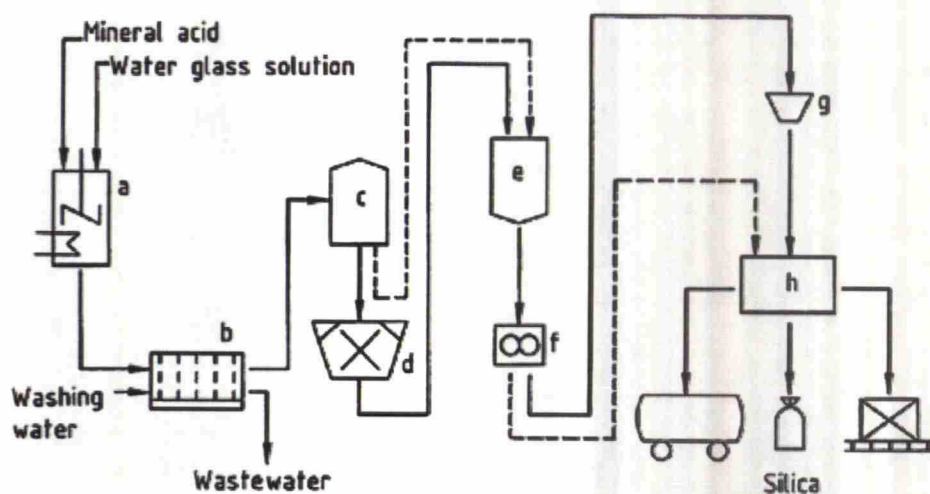 Mineral acid
Water glass solution
a
b
Washing
water
Wastewater
c
d
e
f
g
h
Silica